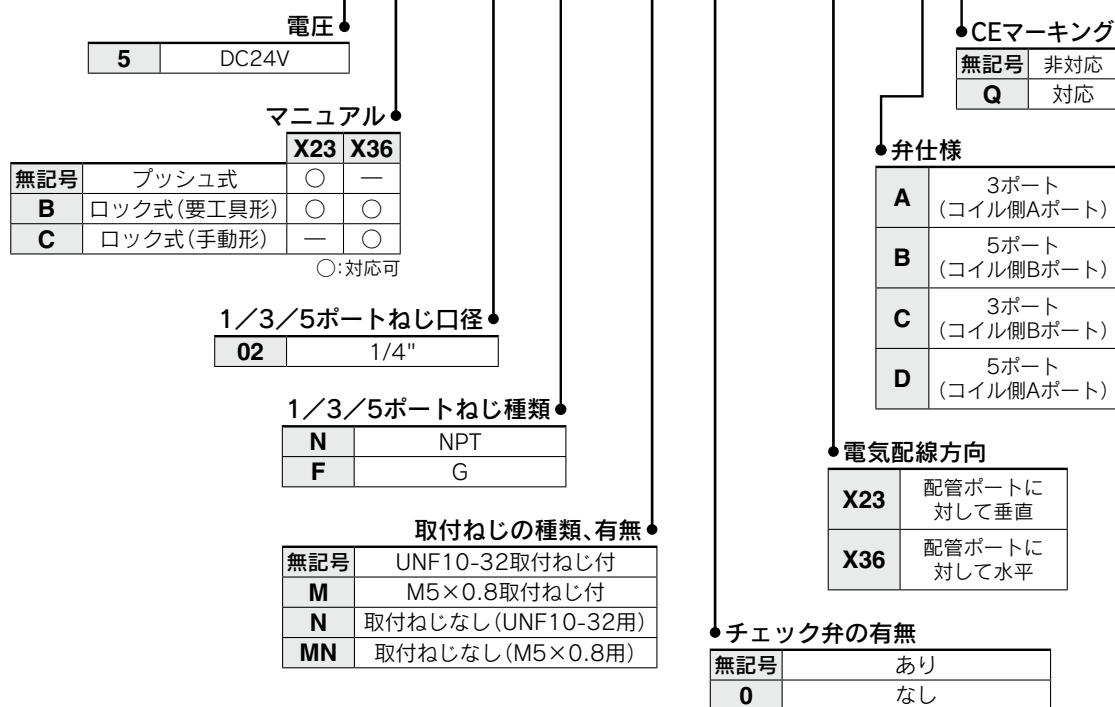 電圧
5 DC24V
マニュアル
X23 X36
無記号 プッシュ式 ○ —
B ロック式(要工具形) ○ ○
C ロック式(手動形) — ○
○:対応可
1/3/5ポートねじ口径
02 1/4"
1/3/5ポートねじ種類
N NPT
F G
取付ねじの種類、有無
無記号 UNF10-32取付ねじ付
M M5×0.8取付ねじ付
N 取付ねじなし(UNF10-32用)
MN 取付ねじなし(M5×0.8用)
チェック弁の有無
無記号 あり
0 なし
電気配線方向
X23 配管ポートに
対して垂直
X36 配管ポートに
対して水平
弁仕様
A 3ポート
(コイル側Aポート)
B 5ポート
(コイル側Bポート)
C 3ポート
(コイル側Bポート)
D 5ポート
(コイル側Aポート)
CEマーキング
無記号 非対応
Q 対応